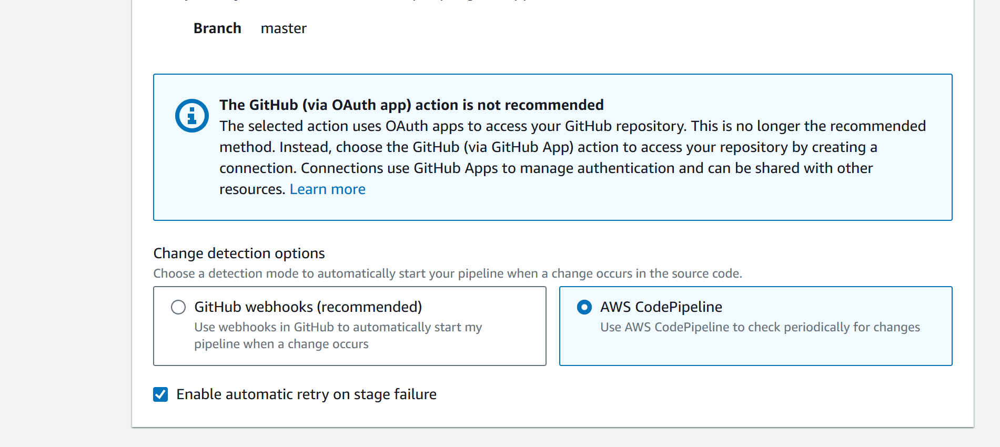 Branch master
The GitHub (via OAuth app) action is not recommended
The selected action uses OAuth apps to access your GitHub repository. This is no longer the recommended
method. Instead, choose the GitHub (via GitHub App) action to access your repository by creating a
connection. Connections use GitHub Apps to manage authentication and can be shared with other
resources. Learn more
Change detection options
Choose a detection mode to automatically start your pipeline when a change occurs in the source code.
GitHub webhooks (recommended)
Use webhooks in GitHub to automatically start my
pipeline when a change occurs
AWS CodePipeline
Use AWS CodePipeline to check periodically for changes
Enable automatic retry on stage failure